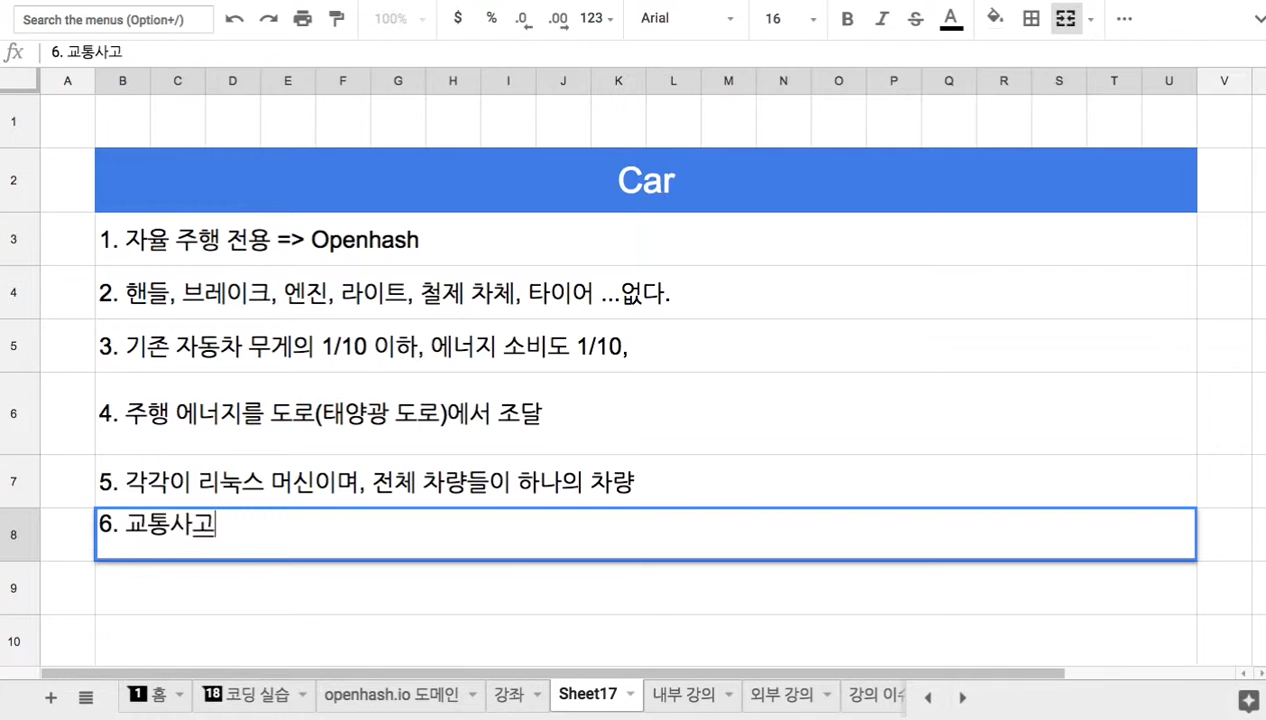 Search the menus (Option+/) 100% $ % .0 .00 123 Arial 16 B I S A ...
fx 6. 교통사고
A B C D E F G H I J K L M N O P Q R S T U V
1
2 Car
3 1. 자율 주행 전용 => Openhash
4 2. 핸들, 브레이크, 엔진, 라이트, 철제 차체, 타이어 ...없다.
5 3. 기존 자동차 무게의 1/10 이하, 에너지 소비도 1/10,
6 4. 주행 에너지를 도로(태양광 도로)에서 조달
7 5. 각각이 리눅스 머신이며, 전체 차량들이 하나의 차량
8 6. 교통사고
9
10
+ 1 홈 18 코딩 실습 openhash.io 도메인 강좌 Sheet17 내부 강의 외부 강의 강의 이